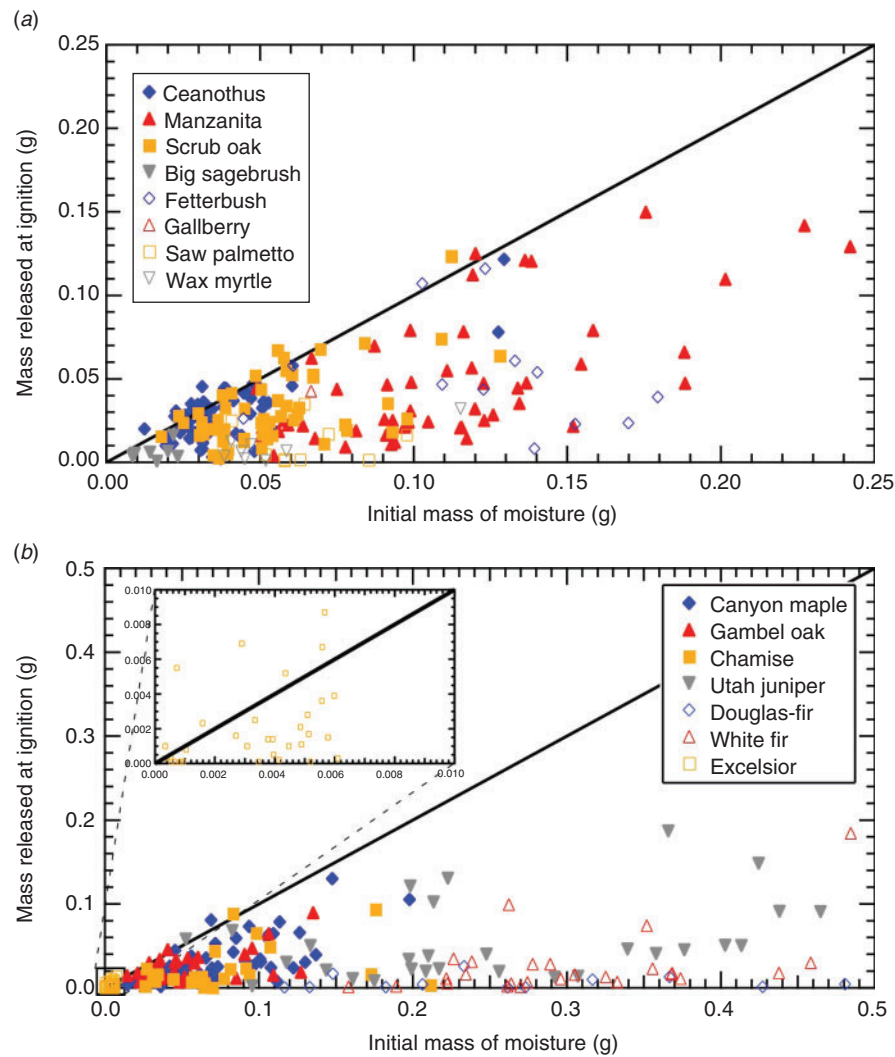 (a)
0.25
0.20
0.15
0.10
0.05
0.00
Mass released at ignition (g)
Ceanothus
Manzanita
Scrub oak
Big sagebrush
Fetterbush
Gallberry
Saw palmetto
Wax myrtle
0.00 0.05 0.10 0.15 0.20 0.25
Initial mass of moisture (g)
(b)
0.5
0.4
0.3
0.2
0.1
0.0
Mass released at ignition (g)
0.010
0.008
0.006
0.004
0.002
0.000
0.000 0.002 0.004 0.006 0.008 0.010
Canyon maple
Gambel oak
Chamise
Utah juniper
Douglas-fir
White fir
Excelsior
0.0 0.1 0.2 0.3 0.4 0.5
Initial mass of moisture (g)